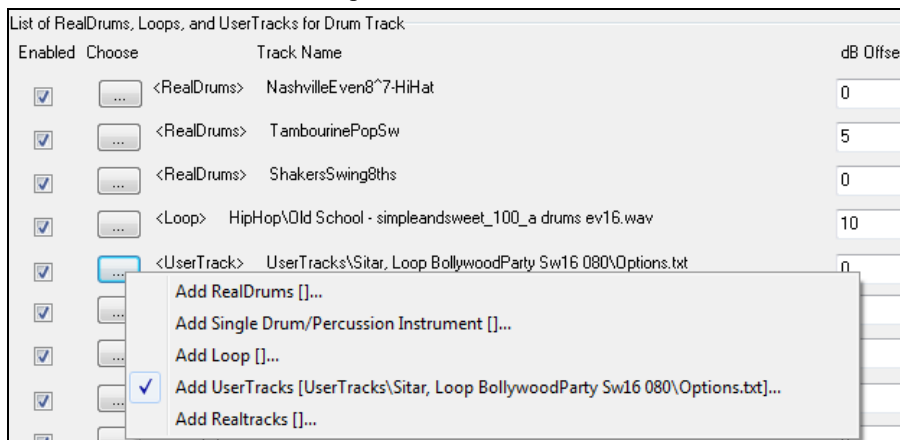 List of RealDrums, Loops, and UserTracks for Drum Track
Enabled Choose Track Name dB Offse
... <RealDrums> NashvilleEven8^7-HiHat 0
... <RealDrums> TambourinePopSw 5
... <RealDrums> ShakersSwing8ths 0
... <Loop> HipHop\Old School - simpleandsweet_100_a drums ev16.wav 10
... <UserTrack> UserTracks\Sitar, Loop BollywoodParty Sw16 080\Options.txt 0
Add RealDrums []...
Add Single Drum/Percussion Instrument []...
Add Loop []...
Add UserTracks [UserTracks\Sitar, Loop BollywoodParty Sw16 080\Options.txt]...
Add Realtracks []...